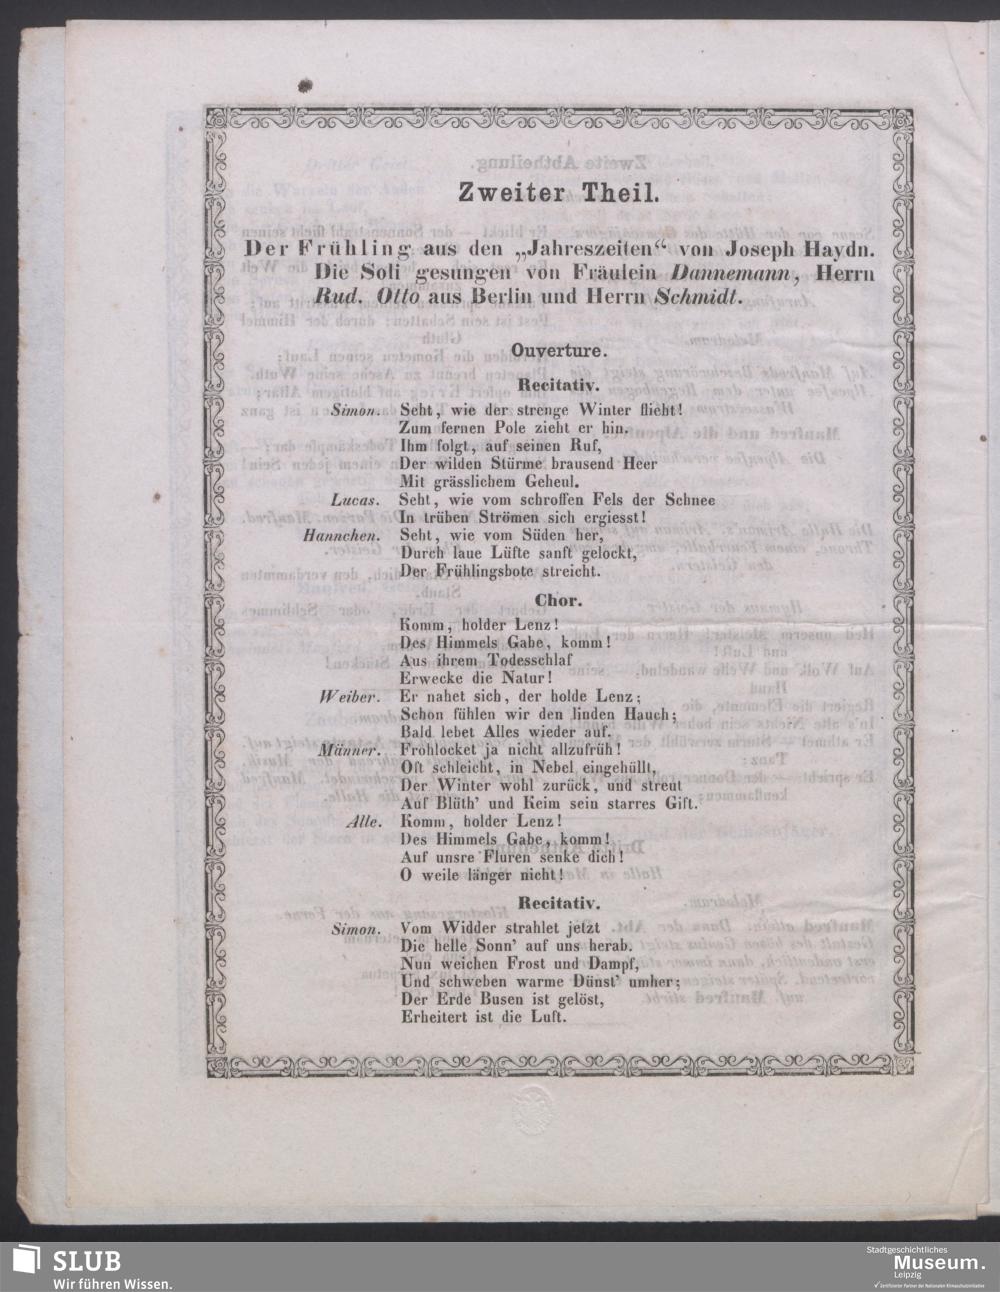 Zweiter Theil.
Der Frühling aus den „Jahreszeiten“ von Joseph Haydn.
Die Soli gesungen von Fräulein Dannemann, Herrn
Rud. Otto aus Berlin und Herrn Schmidt.
Ouverture.
Recitativ.
Simon. Seht, wie der strenge Winter flieht!
Zum fernen Pole zieht er hin.
Ihm folgt, auf seinen Ruf,
Der wilden Stürme brausend Heer
Mit grässlichem Geheul.
Lucas. Seht, wie vom schroffen Fels der Schnee
In trüben Strömen sich ergiesst!
Hannchen. Seht, wie vom Süden her,
Durch laue Lüfte sanft gelockt,
Der Frühlingsbote streicht.
Chor.
Komm, holder Lenz!
Des Himmels Gabe, komm!
Aus ihrem Todesschlaf
Erwecke die Natur!
Weiber. Er nahet sich, der holde Lenz;
Schon fühlen wir den linden Hauch;
Bald lebet Alles wieder auf.
Männer. Frohlocket ja nicht allzufrüh!
Oft schleicht, in Nebel eingehüllt,
Der Winter wohl zurück, und streut
Auf Blüth' und Keim sein starres Gift.
Alle. Komm, holder Lenz!
Des Himmels Gabe, komm!
Auf unsre Fluren senke dich!
O weile länger nicht!
Recitativ.
Simon. Vom Widder strahlet jetzt
Die helle Sonn' auf uns herab.
Nun weichen Frost und Dampf,
Und schweben warme Dünst' umher;
Der Erde Busen ist gelöst,
Erheitert ist die Luft.
SLUB
Wir führen Wissen.
Stadtgeschichtliches
Museum.
Leipzig
Zertifizierter Partner der Nationalen Klimaschutzinitiative